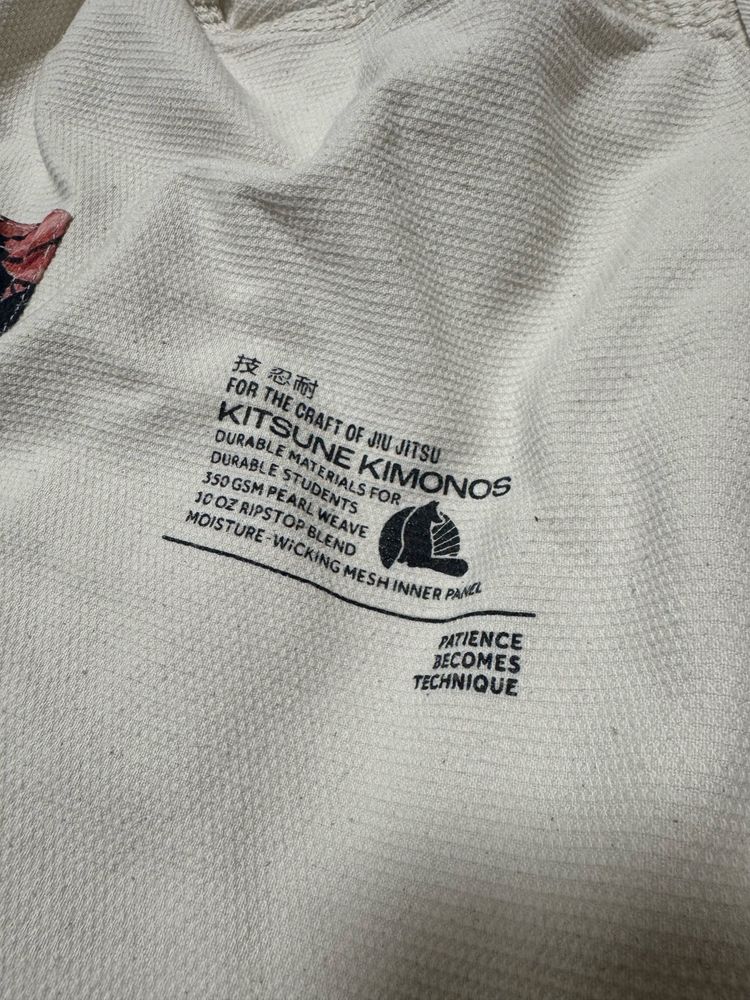 技 忍耐
FOR THE CRAFT OF JIU JITSU
KITSUNE KIMONOS
DURABLE MATERIALS FOR
DURABLE STUDENTS
350 GSM PEARL WEAVE
10 OZ RIPSTOP BLEND
MOISTURE-WICKING MESH INNER PANEL
PATIENCE
BECOMES
TECHNIQUE